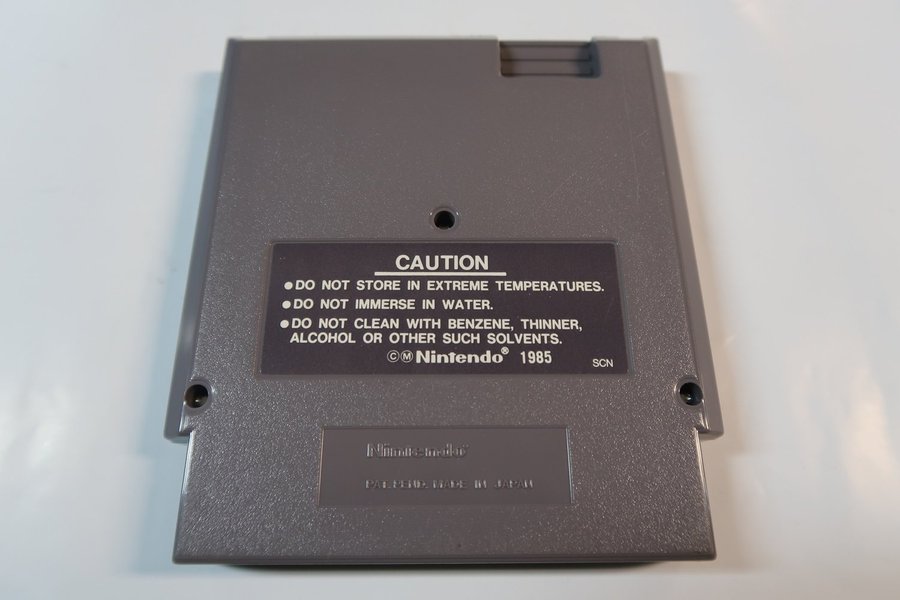 CAUTION
●DO NOT STORE IN EXTREME TEMPERATURES.
●DO NOT IMMERSE IN WATER.
●DO NOT CLEAN WITH BENZENE, THINNER,
ALCOHOL OR OTHER SUCH SOLVENTS.
ⒸⓂNintendo® 1985
SCN
Nintendo
PAT. PEND. MADE IN JAPAN